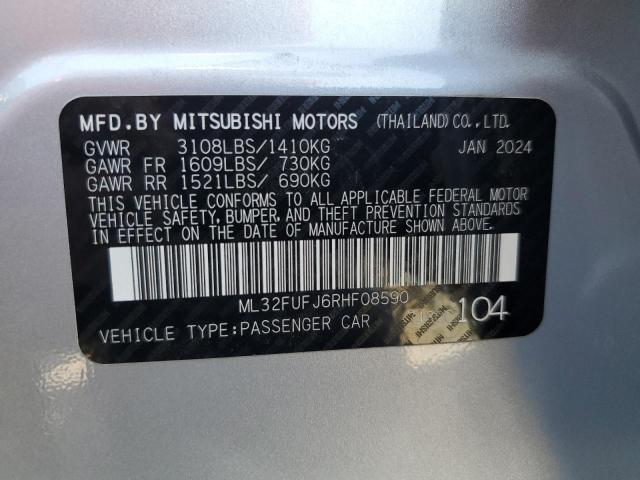 MFD.BY MITSUBISHI MOTORS (THAILAND)CO.,LTD.
GVWR 3108LBS/1410KG JAN 2024
GAWR FR 1609LBS/ 730KG
GAWR RR 1521LBS/ 690KG
THIS VEHICLE CONFORMS TO ALL APPLICABLE FEDERAL MOTOR
VEHICLE SAFETY, BUMPER, AND THEFT PREVENTION STANDARDS
IN EFFECT ON THE DATE OF MANUFACTURE SHOWN ABOVE.
ML32FUFJ6RHF08590
VEHICLE TYPE:PASSENGER CAR 104